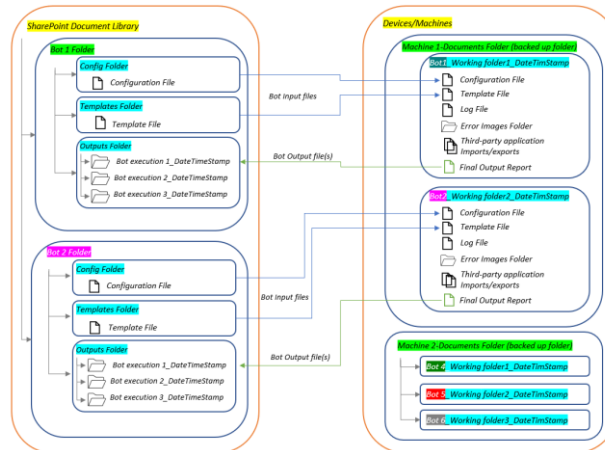 SharePoint Document Library
Bot 1 Folder
Config Folder
Configuration File
Templates Folder
Template File
Outputs Folder
Bot execution 1_DateTimeStamp
Bot execution 2_DateTimeStamp
Bot execution 3_DateTimeStamp
Bot 2 Folder
Config Folder
Configuration File
Templates Folder
Template File
Outputs Folder
Bot execution 1_DateTimeStamp
Bot execution 2_DateTimeStamp
Bot execution 3_DateTimeStamp
Bot Input files
Bot Output file(s)
Bot Input files
Bot Output file(s)
Devices/Machines
Machine 1-Documents Folder (backed up folder)
Bot1_Working folder1_DateTimStamp
Configuration File
Template File
Log File
Error Images Folder
Third-party application
Imports/exports
Final Output Report
Bot2_Working folder2_DateTimStamp
Configuration File
Template File
Log File
Error Images Folder
Third-party application
Imports/exports
Final Output Report
Machine 2-Documents Folder (backed up folder)
Bot 4_Working folder1_DateTimStamp
Bot 5_Working folder2_DateTimStamp
Bot 6_Working folder3_DateTimStamp